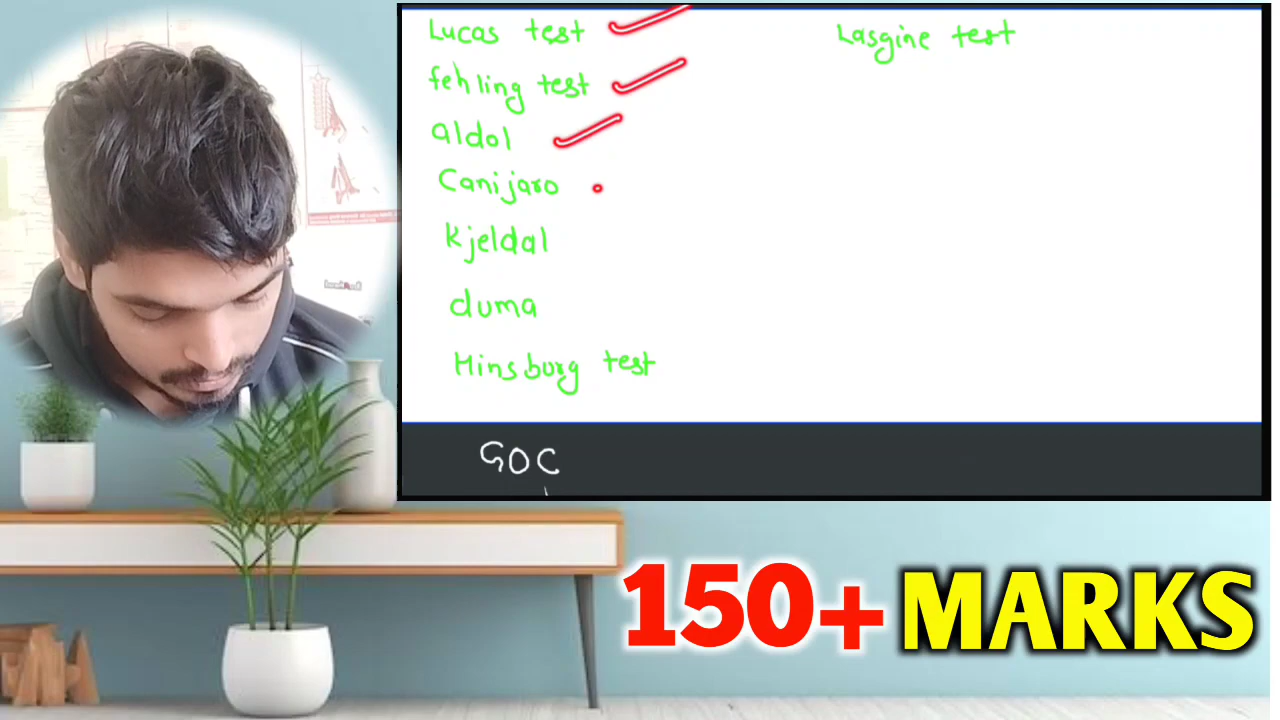 Lucas test
Lasgine test
fehling test
aldol
Canijaro
kjeldal
duma
Hinsburg test
GOC
150+ MARKS